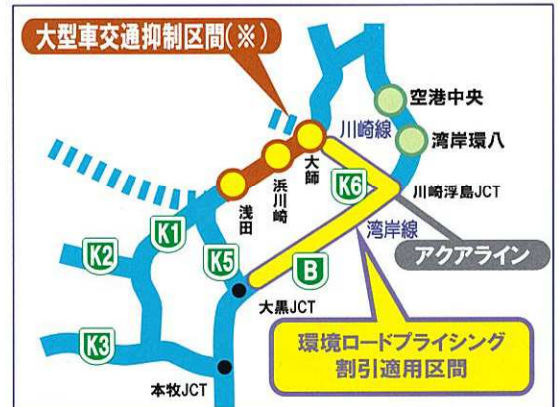 大型車交通抑制区間(※)
空港中央
川崎線
湾岸環八
大師
浜川崎
浅田
K6
川崎浮島JCT
K1
湾岸線
アクアライン
K2
K5
B
大黒JCT
環境ロードプライシング
割引適用区間
K3
本牧JCT